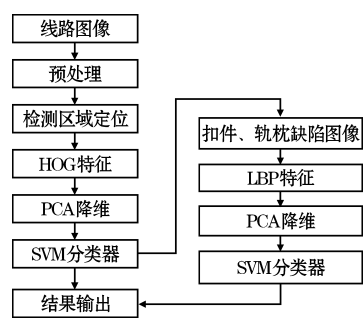 线路图像
预处理
检测区域定位
HOG特征
PCA降维
SVM分类器
结果输出
扣件、轨枕缺陷图像
LBP特征
PCA降维
SVM分类器